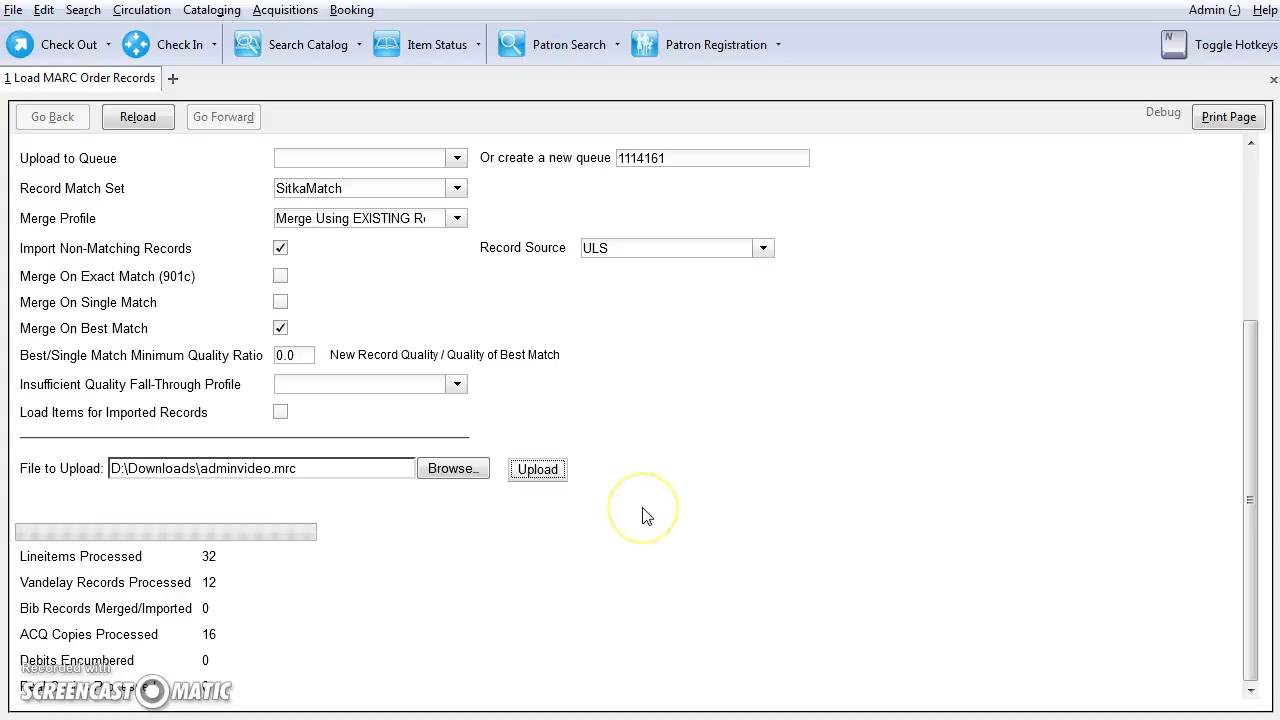 File Edit Search Circulation Cataloging Acquisitions Booking Admin (-) Help
Check Out Check In Search Catalog Item Status Patron Search Patron Registration N Toggle Hotkeys
1 Load MARC Order Records + x
Go Back Reload Go Forward Debug Print Page
Upload to Queue Or create a new queue 1114161
Record Match Set SitkaMatch
Merge Profile Merge Using EXISTING Re
Import Non-Matching Records Record Source ULS
Merge On Exact Match (901c)
Merge On Single Match
Merge On Best Match
Best/Single Match Minimum Quality Ratio 0.0 New Record Quality / Quality of Best Match
Insufficient Quality Fall-Through Profile
Load Items for Imported Records
File to Upload: D:\Downloads\adminvideo.mrc Browse... Upload
Lineitems Processed 32
Vandelay Records Processed 12
Bib Records Merged/Imported 0
ACQ Copies Processed 16
Debits Encumbered 0
Recorded with
SCREENCAST-O-MATIC